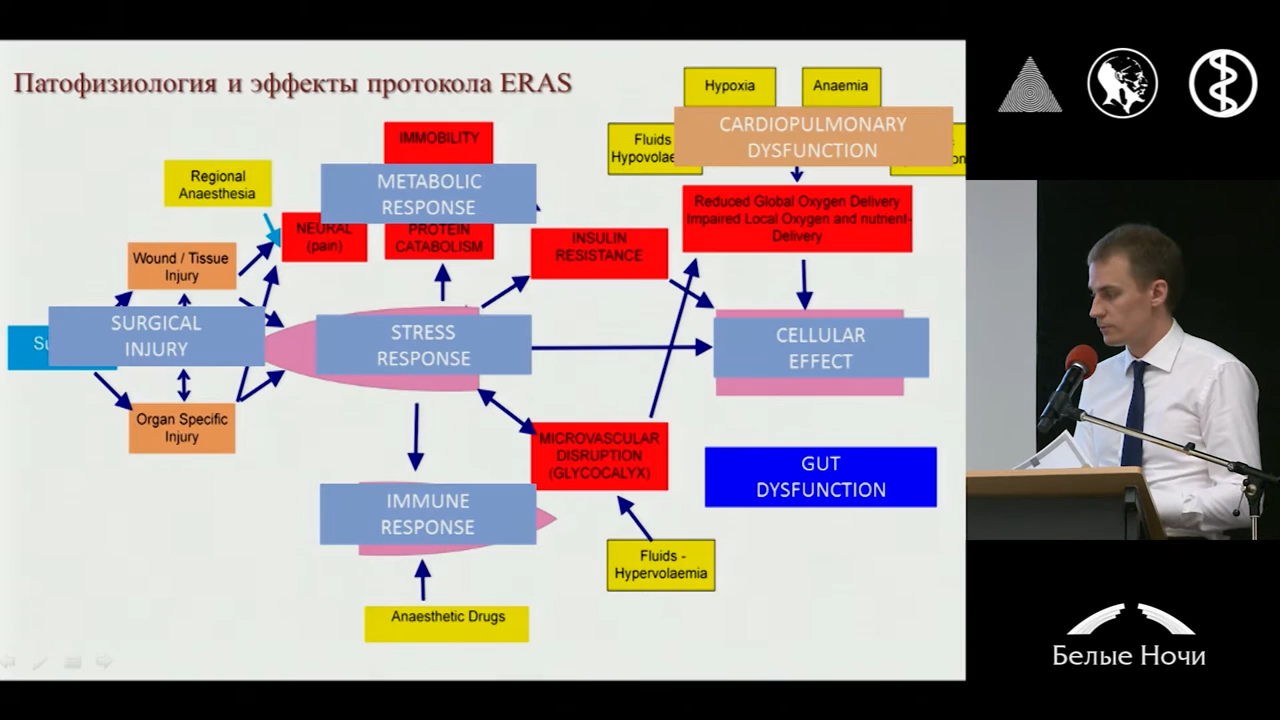 Патофизиология и эффекты протокола ERAS
Hypoxia
Anaemia
CARDIOPULMONARY
DYSFUNCTION
Fluids
IMMOBILITY
Regional
Anaesthesia
METABOLIC
RESPONSE
Reduced Global Oxygen Delivery
Impaired Local Oxygen and nutrient-
Delivery
NEURAL
(pain)
PROTEIN
CATABOLISM
INSULIN
RESISTANCE
Wound / Tissue
Injury
SURGICAL
INJURY
STRESS
RESPONSE
CELLULAR
EFFECT
Organ Specific
Injury
MICROVASCULAR
DISRUPTION
(GLYCOCALYX)
GUT
DYSFUNCTION
IMMUNE
RESPONSE
Fluids -
Hypervolaemia
Anaesthetic Drugs
Белые Ночи